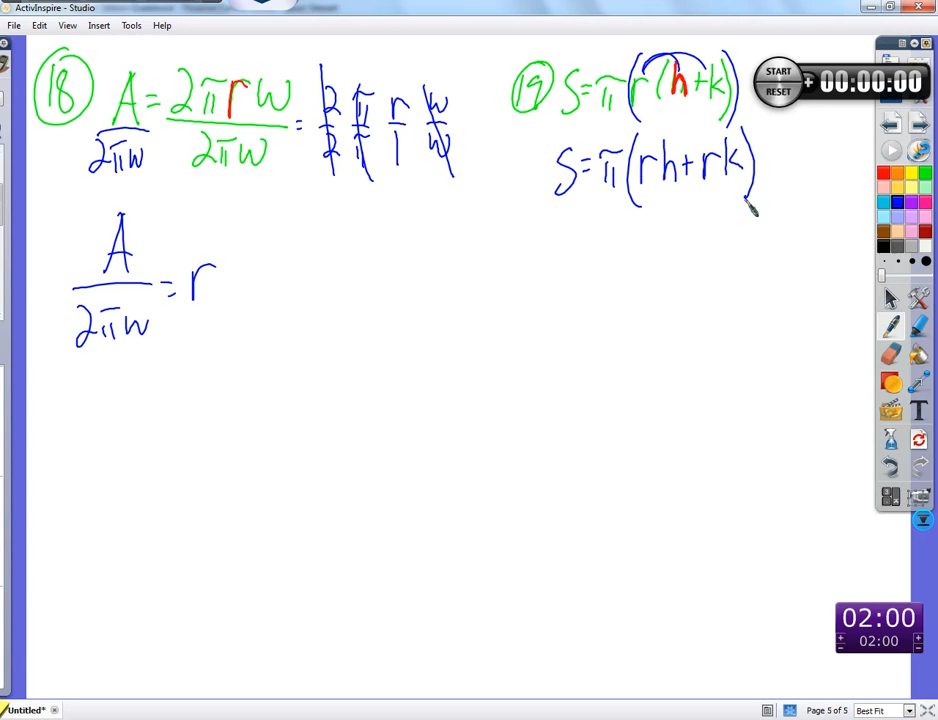 ActivInspire - Studio
File Edit View Insert Tools Help
18 A = 2πrw = 2 π r w
2πw 2πw 2 π 1 w
A
2πw = r
19 S = π r (h + k)
S = π (rh + rk)
START
RESET
+ 00:00:00
T
02:00
+ 02:00 +
- -
Untitled* Page 5 of 5 Best Fit